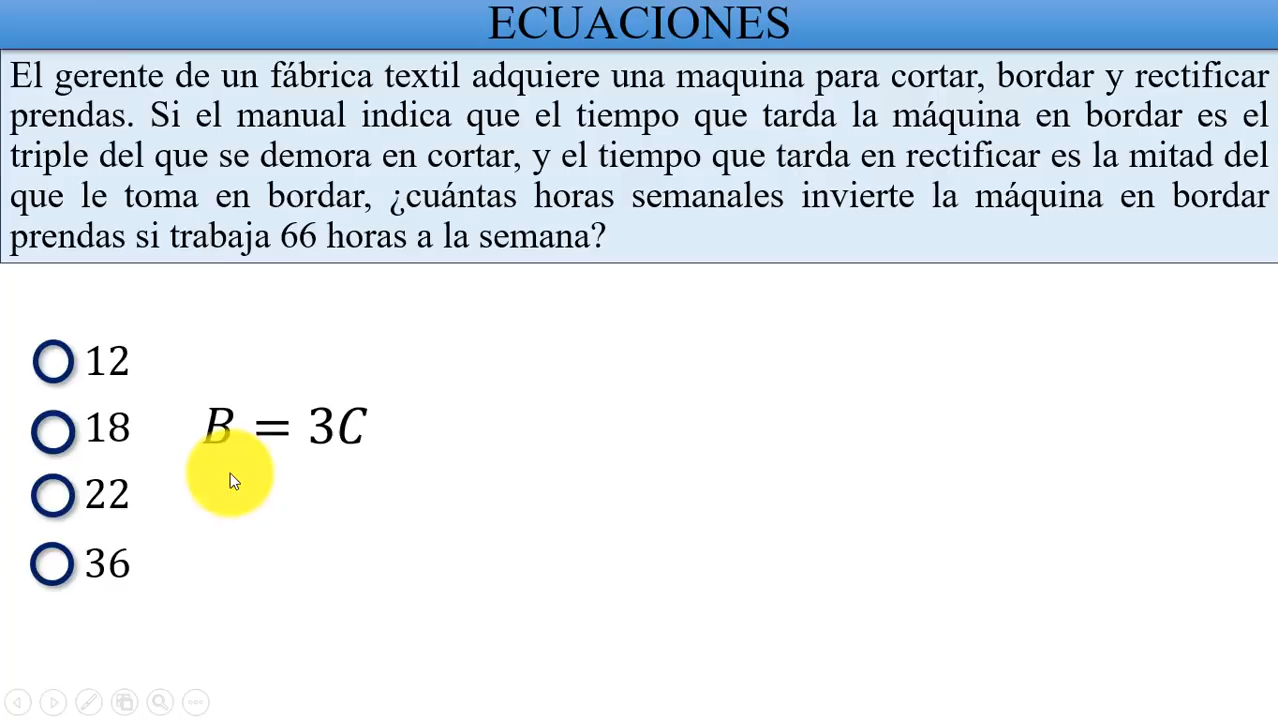 ECUACIONES
El gerente de un fábrica textil adquiere una maquina para cortar, bordar y rectificar
prendas. Si el manual indica que el tiempo que tarda la máquina en bordar es el
triple del que se demora en cortar, y el tiempo que tarda en rectificar es la mitad del
que le toma en bordar, ¿cuántas horas semanales invierte la máquina en bordar
prendas si trabaja 66 horas a la semana?
12
18
B = 3C
22
36